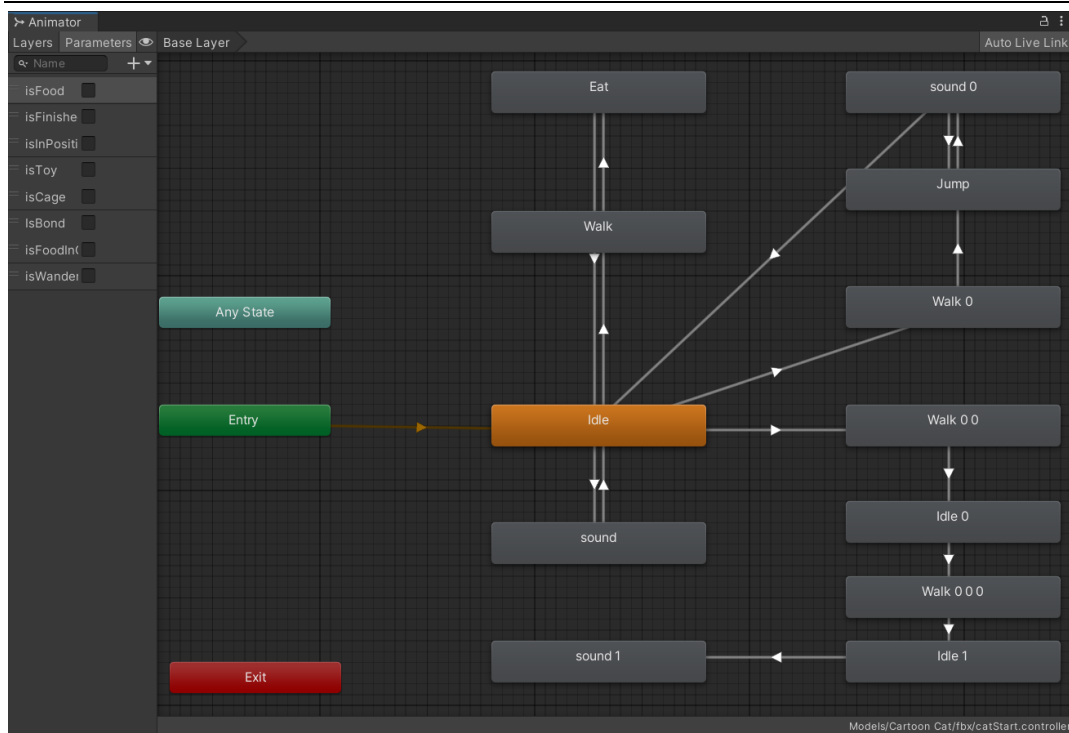 Animator
Layers Parameters Base Layer Auto Live Link
Name
isFood
isFinishe
isInPositi
isToy
isCage
IsBond
isFoodIn(
isWander
Eat
sound 0
Jump
Walk
Walk 0
Any State
Entry
Idle
Walk 0 0
Idle 0
sound
Walk 0 0 0
sound 1
Idle 1
Exit
Models/Cartoon Cat/fbx/catStart.controller